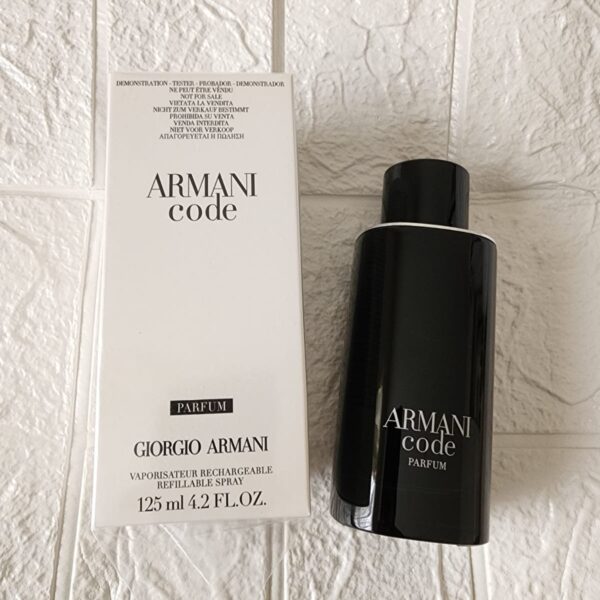 DEMONSTRATION - TESTER - PROBADOR - DEMONSTRADOR
NE PEUT ÊTRE VENDU
NOT FOR SALE
VIETATA LA VENDITA
NICHT ZUM VERKAUF BESTIMMT
PROHIBIDA SU VENTA
VENDA INTERDITA
NIET VOOR VERKOOP
ΑΠΑΓΟΡΕΥΕΤΑΙ Η ΠΩΛΗΣΗ
ARMANI
code
PARFUM
GIORGIO ARMANI
VAPORISATEUR RECHARGEABLE
REFILLABLE SPRAY
125 ml 4.2 FL.OZ.
ARMANI
code
PARFUM